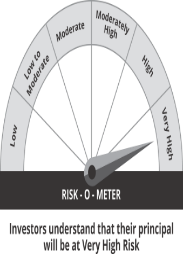 Low
Low to
Moderate
Moderate
Moderately
High
High
Very High
RISK - O - METER
Investors understand that their principal
will be at Very High Risk